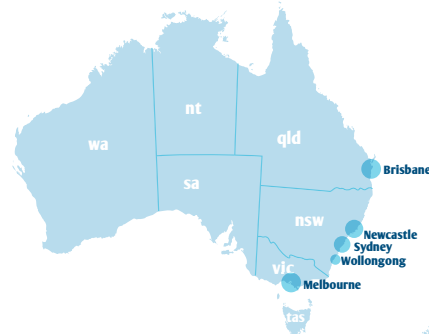 nt
wa
qld
Brisbane
sa
nsw
Newcastle
Sydney
Wollongong
vic
Melbourne
tas